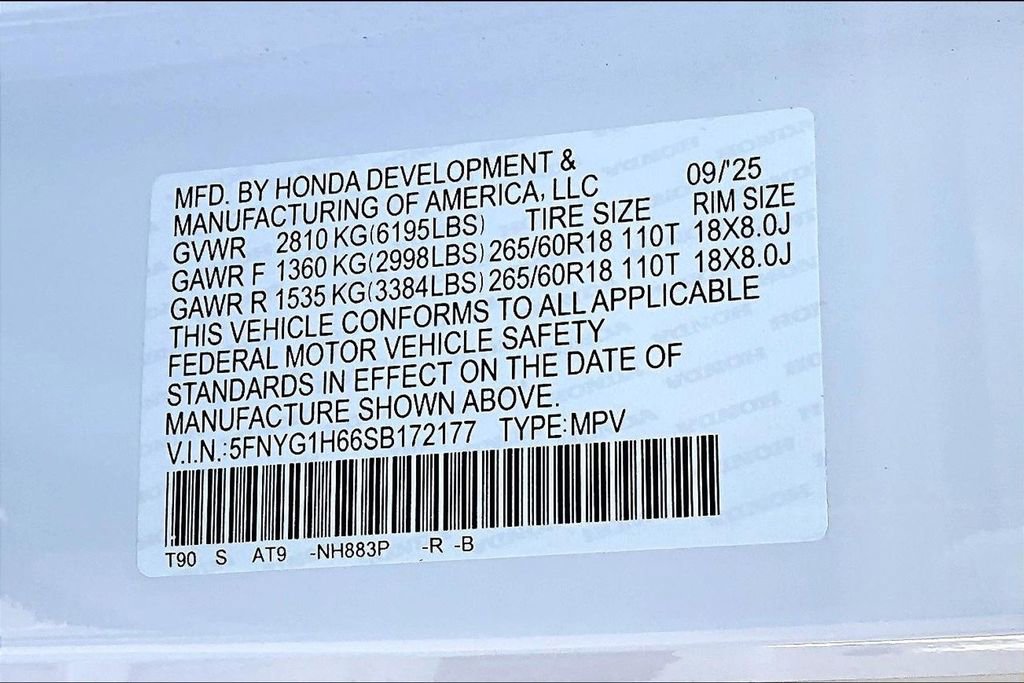 MFD. BY HONDA DEVELOPMENT &
MANUFACTURING OF AMERICA, LLC 09/'25
GVWR 2810 KG(6195LBS) TIRE SIZE RIM SIZE
GAWR F 1360 KG(2998LBS) 265/60R18 110T 18X8.0J
GAWR R 1535 KG(3384LBS) 265/60R18 110T 18X8.0J
THIS VEHICLE CONFORMS TO ALL APPLICABLE
FEDERAL MOTOR VEHICLE SAFETY
STANDARDS IN EFFECT ON THE DATE OF
MANUFACTURE SHOWN ABOVE.
V.I.N.:5FNYG1H66SB172177 TYPE:MPV
T90 S AT9 -NH883P -R -B